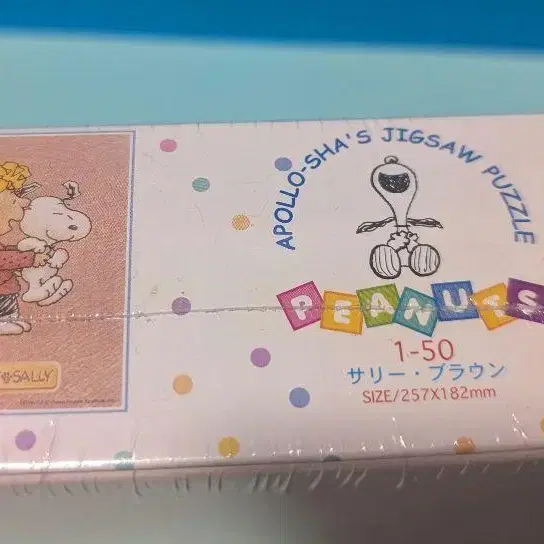 APOLLO-SHA'S JIGSAW PUZZLE
PEANUTS
1-50
サリー・ブラウン
SIZE/257X182mm
SALLY